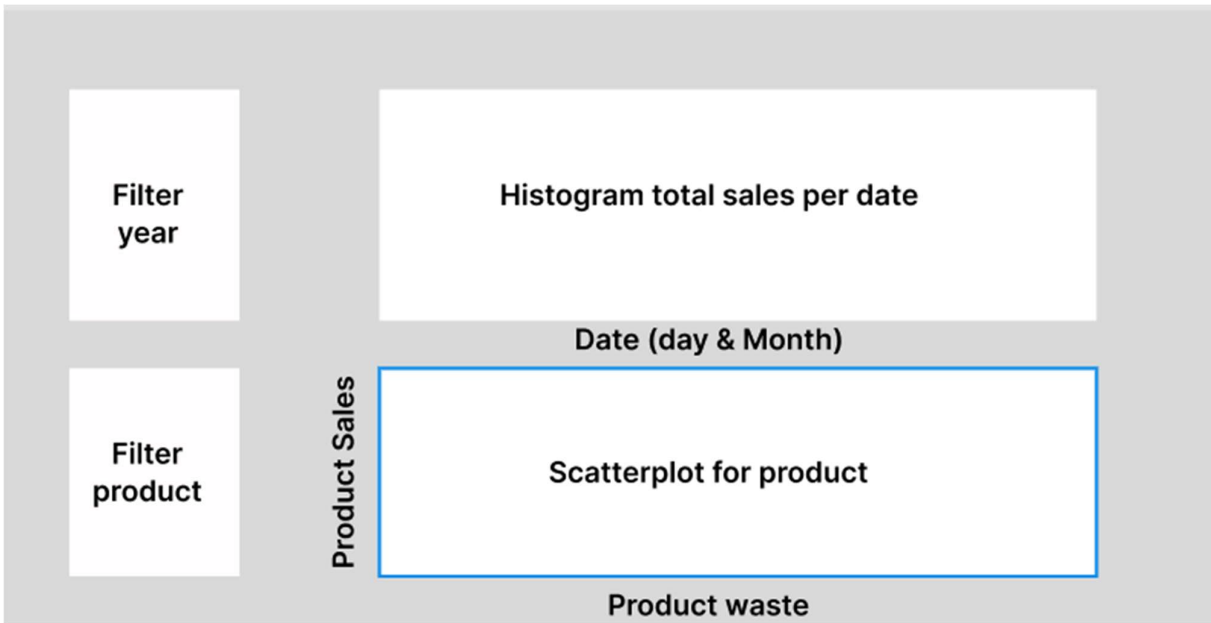 Filter
year
Histogram total sales per date
Date (day & Month)
Filter
product
Product Sales
Scatterplot for product
Product waste